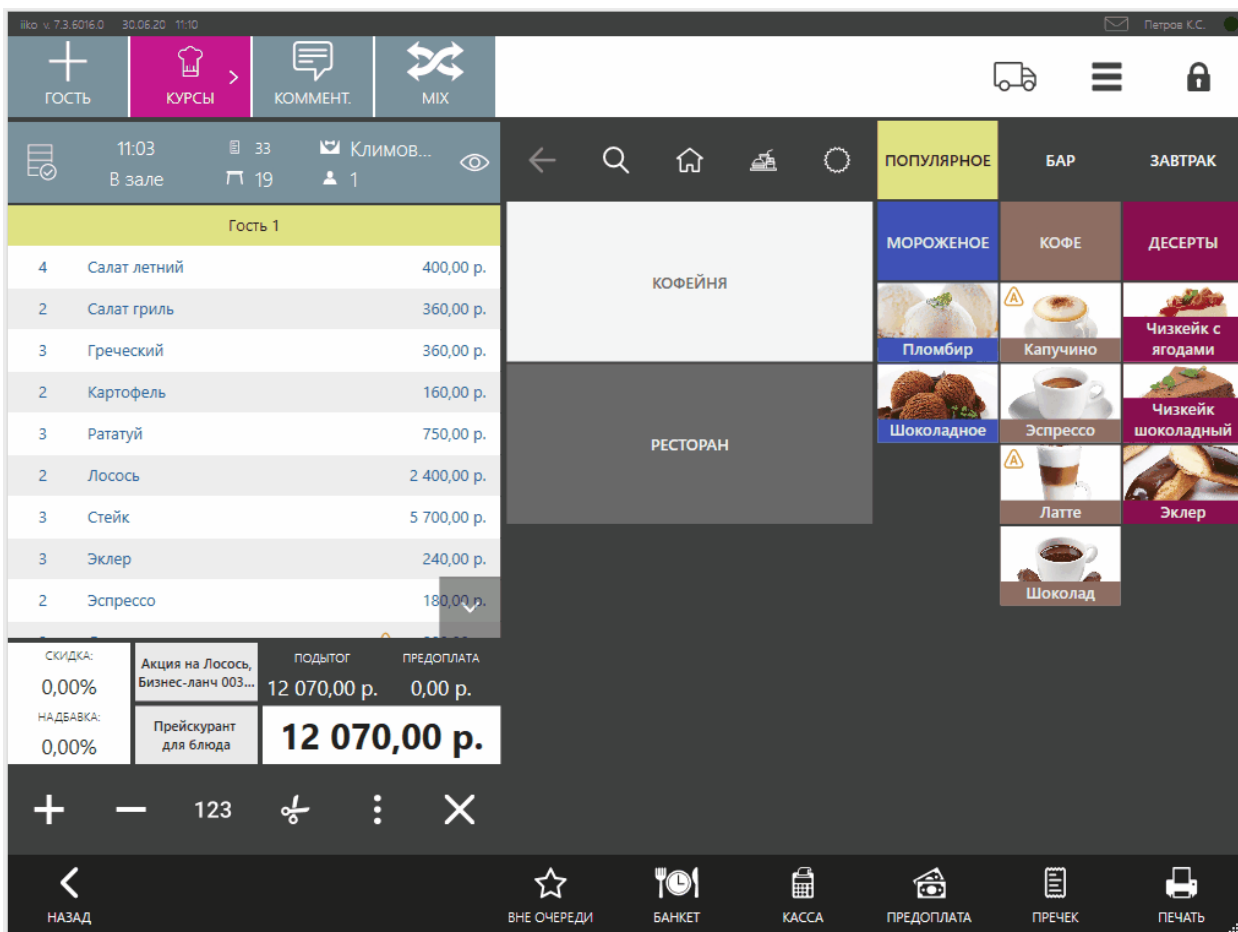 iiko v. 7.3.6016.0 30.06.20 11:10 Петров К.С.
ГОСТЬ КУРСЫ КОММЕНТ. MIX
11:03 33 Климов...
В зале 19 1
ПОПУЛЯРНОЕ БАР ЗАВТРАК
Гость 1
МОРОЖЕНОЕ КОФЕ ДЕСЕРТЫ
4 Салат летний 400,00 р.
2 Салат гриль 360,00 р.
3 Греческий 360,00 р.
2 Картофель 160,00 р.
3 Рататуй 750,00 р.
2 Лосось 2 400,00 р.
3 Стейк 5 700,00 р.
3 Эклер 240,00 р.
2 Эспрессо 180,00 р.
КОФЕЙНЯ
РЕСТОРАН
Пломбир Капучино Чизкейк с
ягодами
Шоколадное Эспрессо Чизкейк
шоколадный
Латте Эклер
Шоколад
СКИДКА:
0,00%
НАДБАВКА:
0,00%
Акция на Лосось,
Бизнес-ланч 003...
Прейскурант
для блюда
ПОДЫТОГ ПРЕДОПЛАТА
12 070,00 р. 0,00 р.
12 070,00 р.
123
НАЗАД ВНЕ ОЧЕРЕДИ БАНКЕТ КАССА ПРЕДОПЛАТА ПРЕЧЕК ПЕЧАТЬ